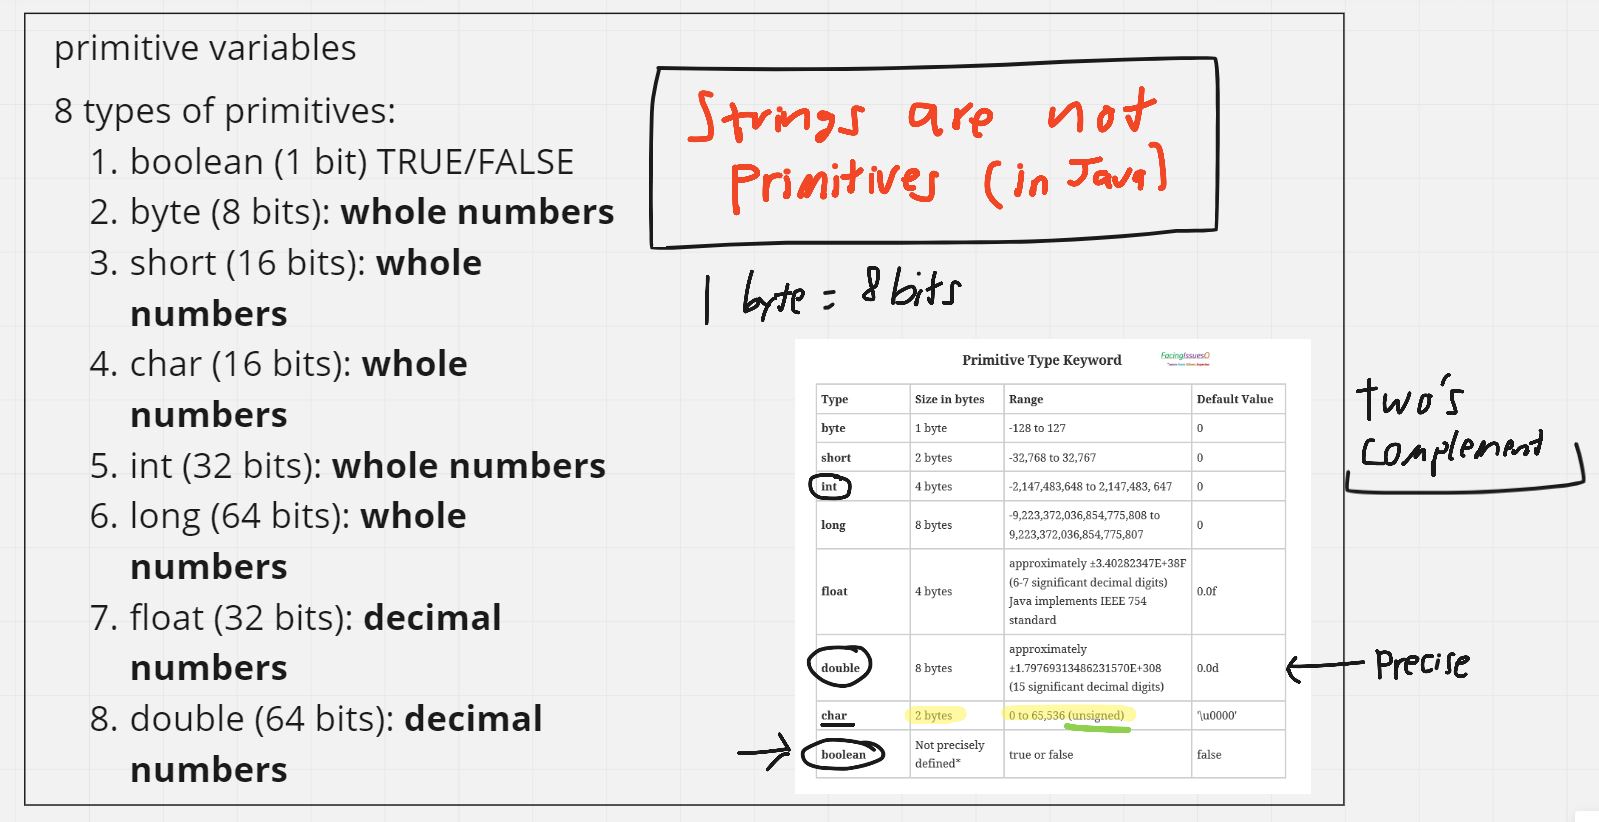 primitive variables
8 types of primitives:
1. boolean (1 bit) TRUE/FALSE
2. byte (8 bits): whole numbers
3. short (16 bits): whole
numbers
4. char (16 bits): whole
numbers
5. int (32 bits): whole numbers
6. long (64 bits): whole
numbers
7. float (32 bits): decimal
numbers
8. double (64 bits): decimal
numbers
Strings are not
Primitives (in Java)
1 byte = 8 bits
Primitive Type Keyword
FacingIssuesO
Type Size in bytes Range Default Value
byte 1 byte -128 to 127 0
short 2 bytes -32,768 to 32,767 0
int 4 bytes -2,147,483,648 to 2,147,483, 647 0
long 8 bytes -9,223,372,036,854,775,808 to
9,223,372,036,854,775,807 0
float 4 bytes approximately ±3.40282347E+38F
(6-7 significant decimal digits)
Java implements IEEE 754
standard 0.0f
double 8 bytes approximately
±1.79769313486231570E+308
(15 significant decimal digits) 0.0d
char 2 bytes 0 to 65,536 (unsigned) '\u0000'
boolean Not precisely
defined* true or false false
two's
complement
Precise